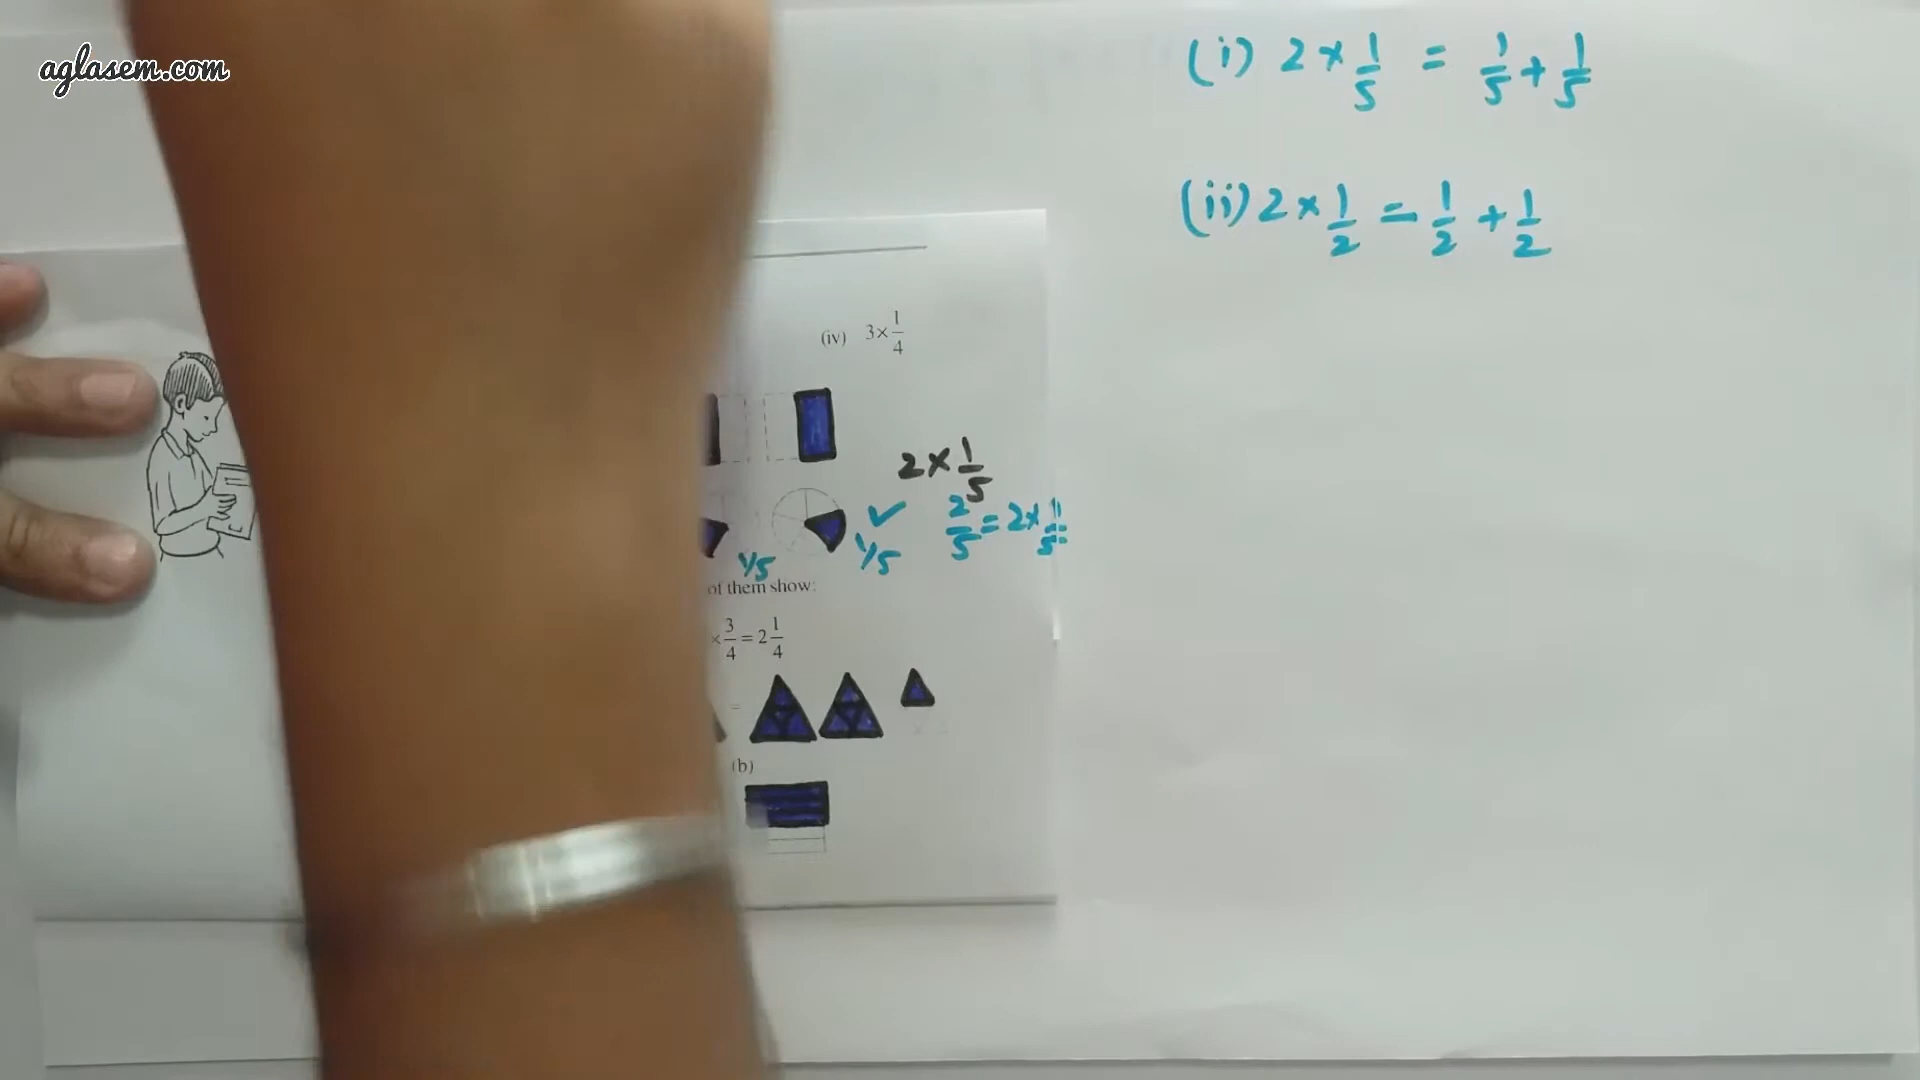 aglasem.com
(i) 2 × 1/5 = 1/5 + 1/5
(ii) 2 × 1/2 = 1/2 + 1/2
(iv) 3 × 1/4
2 × 1/5
2/5 = 2 × 1/5
1/5 1/5
of them show:
× 3/4 = 2 1/4
=
(b)